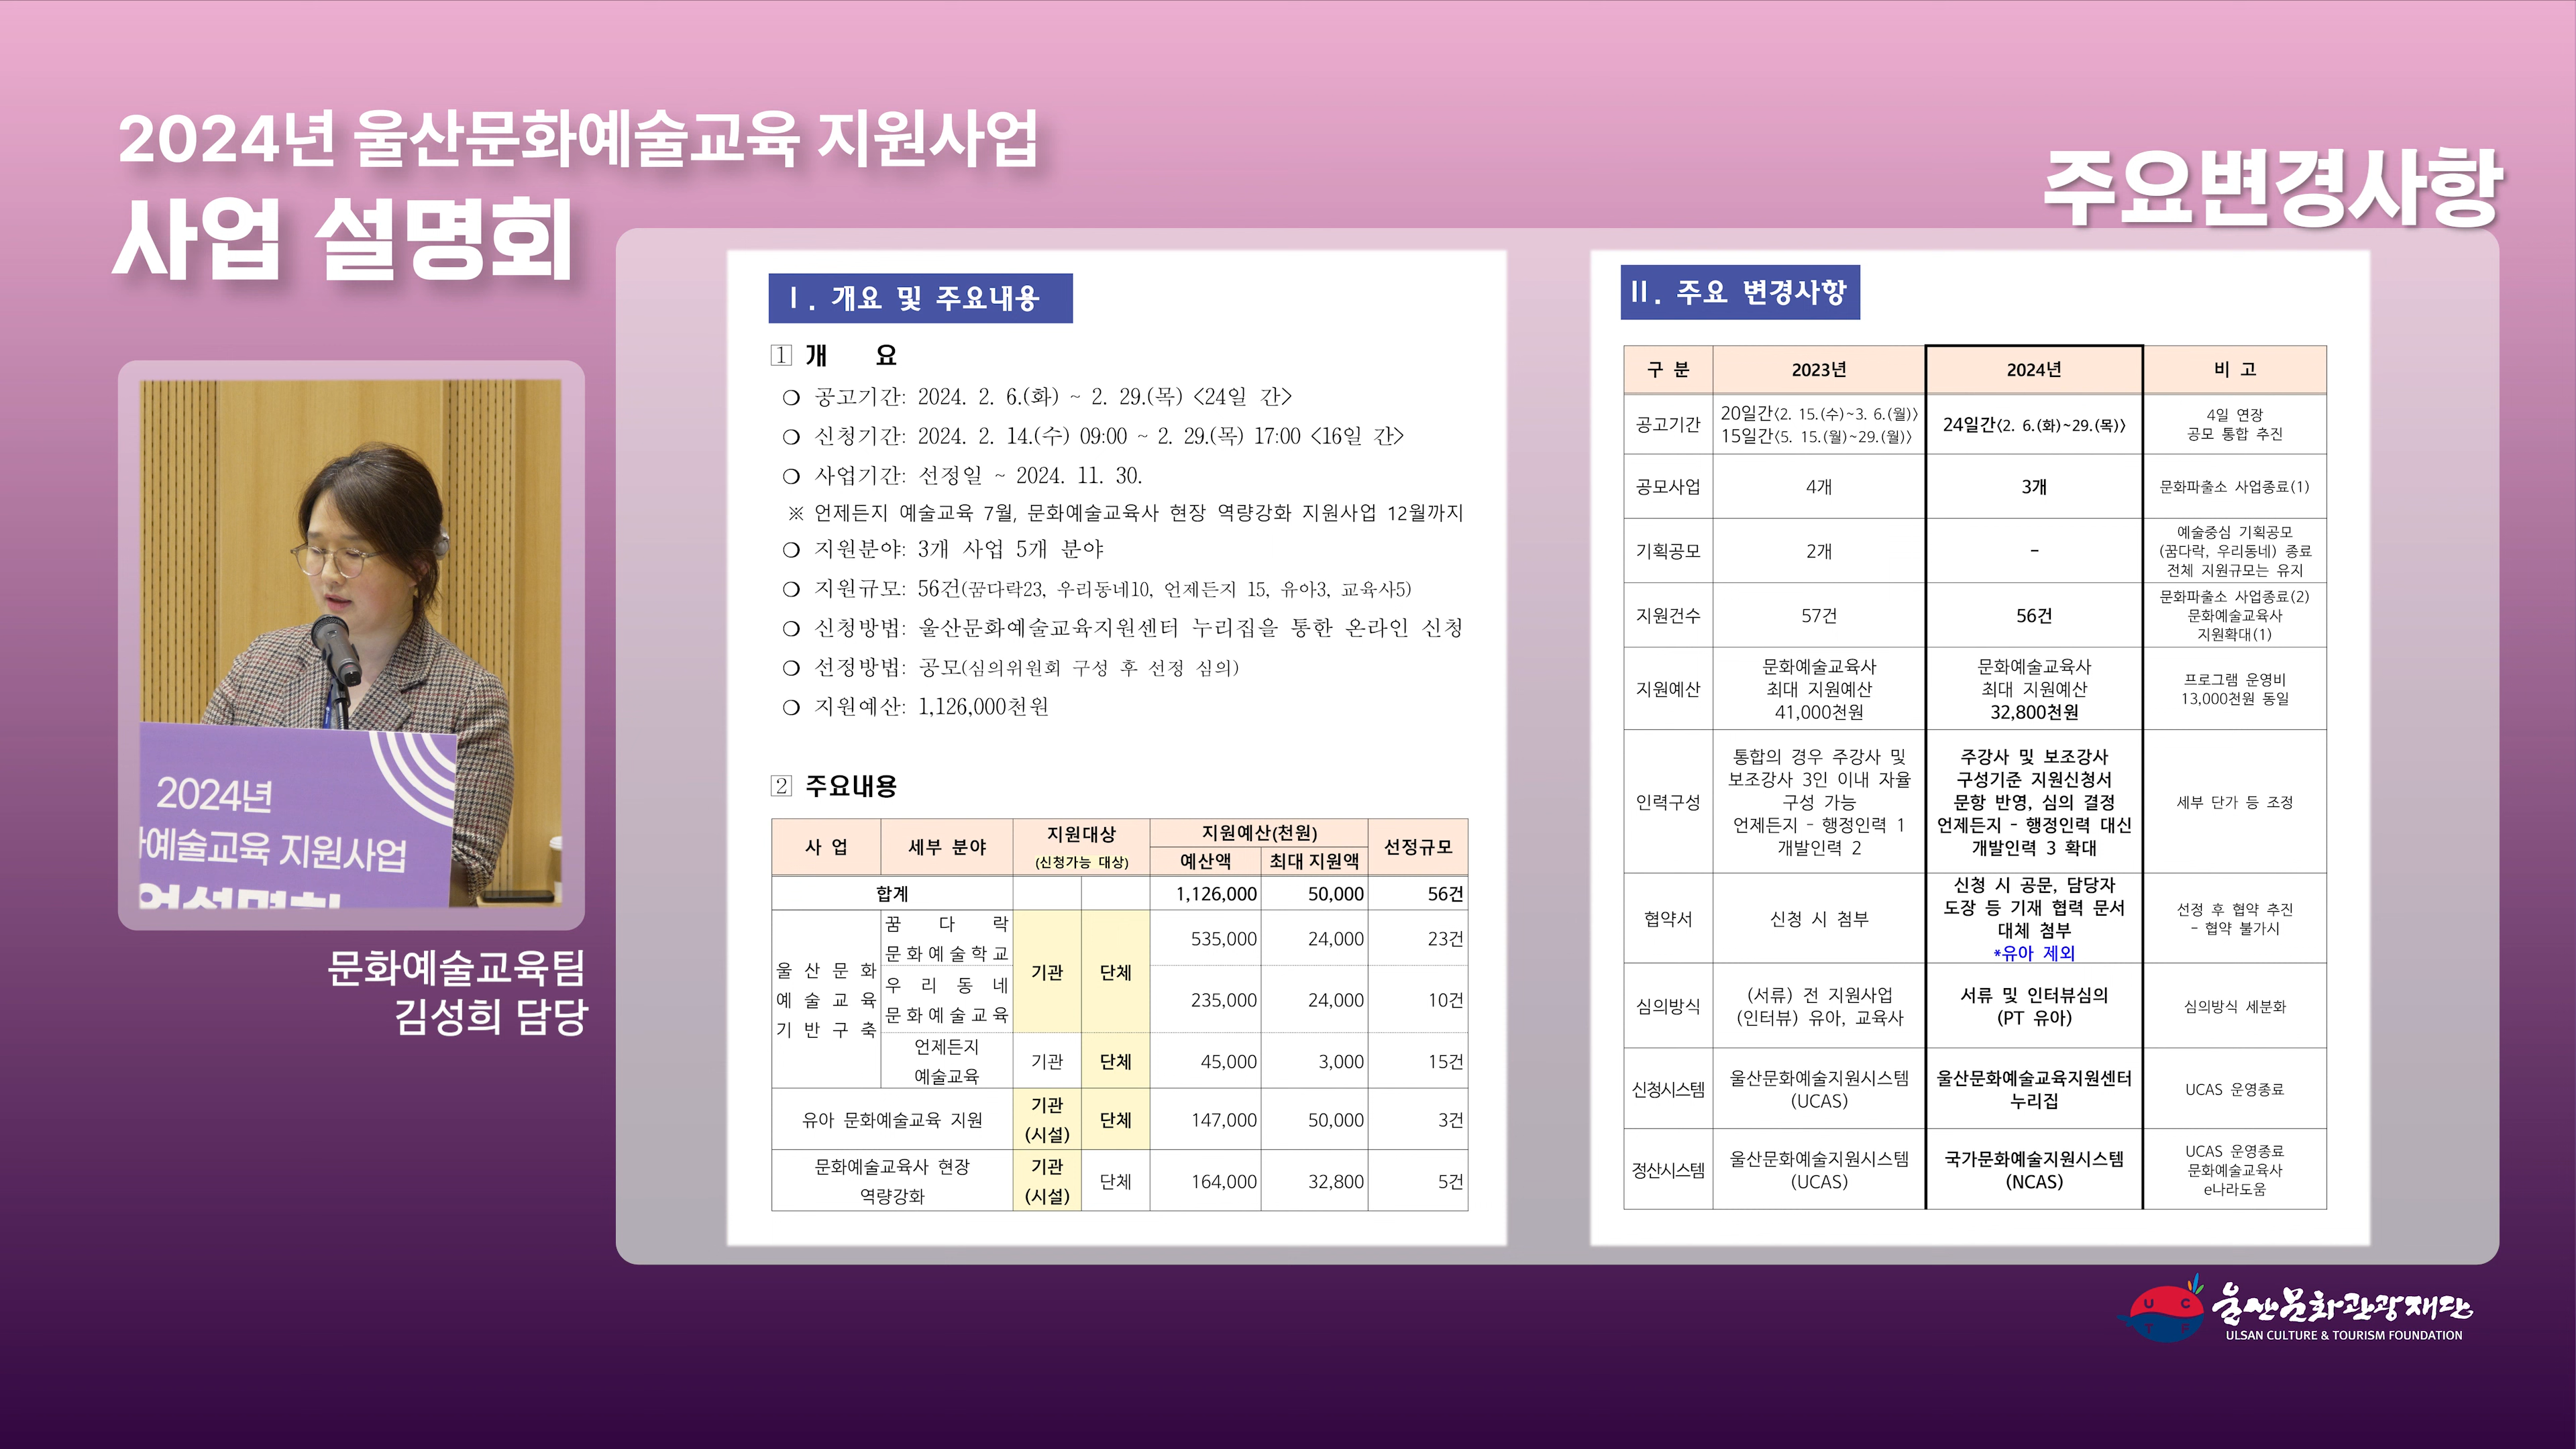 2024년 울산문화예술교육 지원사업
사업 설명회
주요변경사항
2024년
예술교육 지원사업
문화예술교육팀
김성희 담당
Ⅰ. 개요 및 주요내용
1 개 요
○ 공고기간: 2024. 2. 6.(화) ~ 2. 29.(목) <24일 간>
○ 신청기간: 2024. 2. 14.(수) 09:00 ~ 2. 29.(목) 17:00 <16일 간>
○ 사업기간: 선정일 ~ 2024. 11. 30.
※ 언제든지 예술교육 7월, 문화예술교육사 현장 역량강화 지원사업 12월까지
○ 지원분야: 3개 사업 5개 분야
○ 지원규모: 56건(꿈다락23, 우리동네10, 언제든지 15, 유아3, 교육사5)
○ 신청방법: 울산문화예술교육지원센터 누리집을 통한 온라인 신청
○ 선정방법: 공모(심의위원회 구성 후 선정 심의)
○ 지원예산: 1,126,000천원
2 주요내용
사 업 세부 분야 지원대상 (신청가능 대상) 지원예산(천원) 선정규모
예산액 최대 지원액
합계 1,126,000 50,000 56건
울 산 문 화
예 술 교 육
기 반 구 축
꿈 다 락
문 화 예 술 학 교
기관 단체 535,000 24,000 23건
우 리 동 네
문 화 예 술 교 육
235,000 24,000 10건
언제든지
예술교육
기관 단체 45,000 3,000 15건
유아 문화예술교육 지원 기관
(시설) 단체 147,000 50,000 3건
문화예술교육사 현장
역량강화
기관
(시설) 단체 164,000 32,800 5건
Ⅱ. 주요 변경사항
구 분 2023년 2024년 비 고
공고기간
20일간<2. 15.(수)~3. 6.(월)>
15일간<5. 15.(월)~29.(월)>
24일간<2. 6.(화)~29.(목)>
4일 연장
공모 통합 추진
공모사업 4개 3개 문화파출소 사업종료(1)
기획공모 2개 -
예술중심 기획공모
(꿈다락, 우리동네) 종료
전체 지원규모는 유지
지원건수 57건 56건
문화파출소 사업종료(2)
문화예술교육사
지원확대(1)
지원예산
문화예술교육사
최대 지원예산
41,000천원
문화예술교육사
최대 지원예산
32,800천원
프로그램 운영비
13,000천원 동일
인력구성
통합의 경우 주강사 및
보조강사 3인 이내 자율
구성 가능
언제든지 - 행정인력 1
개발인력 2
주강사 및 보조강사
구성기준 지원신청서
문항 반영, 심의 결정
언제든지 - 행정인력 대신
개발인력 3 확대
세부 단가 등 조정
협약서
신청 시 첨부
신청 시 공문, 담당자
도장 등 기재 협력 문서
대체 첨부
*유아 제외
선정 후 협약 추진
- 협약 불가시
심의방식
(서류) 전 지원사업
(인터뷰) 유아, 교육사
서류 및 인터뷰심의
(PT 유아)
심의방식 세분화
신청시스템
울산문화예술지원시스템
(UCAS)
울산문화예술교육지원센터
누리집
UCAS 운영종료
정산시스템
울산문화예술지원시스템
(UCAS)
국가문화예술지원시스템
(NCAS)
UCAS 운영종료
문화예술교육사
e나라도움
울산문화관광재단
ULSAN CULTURE & TOURISM FOUNDATION